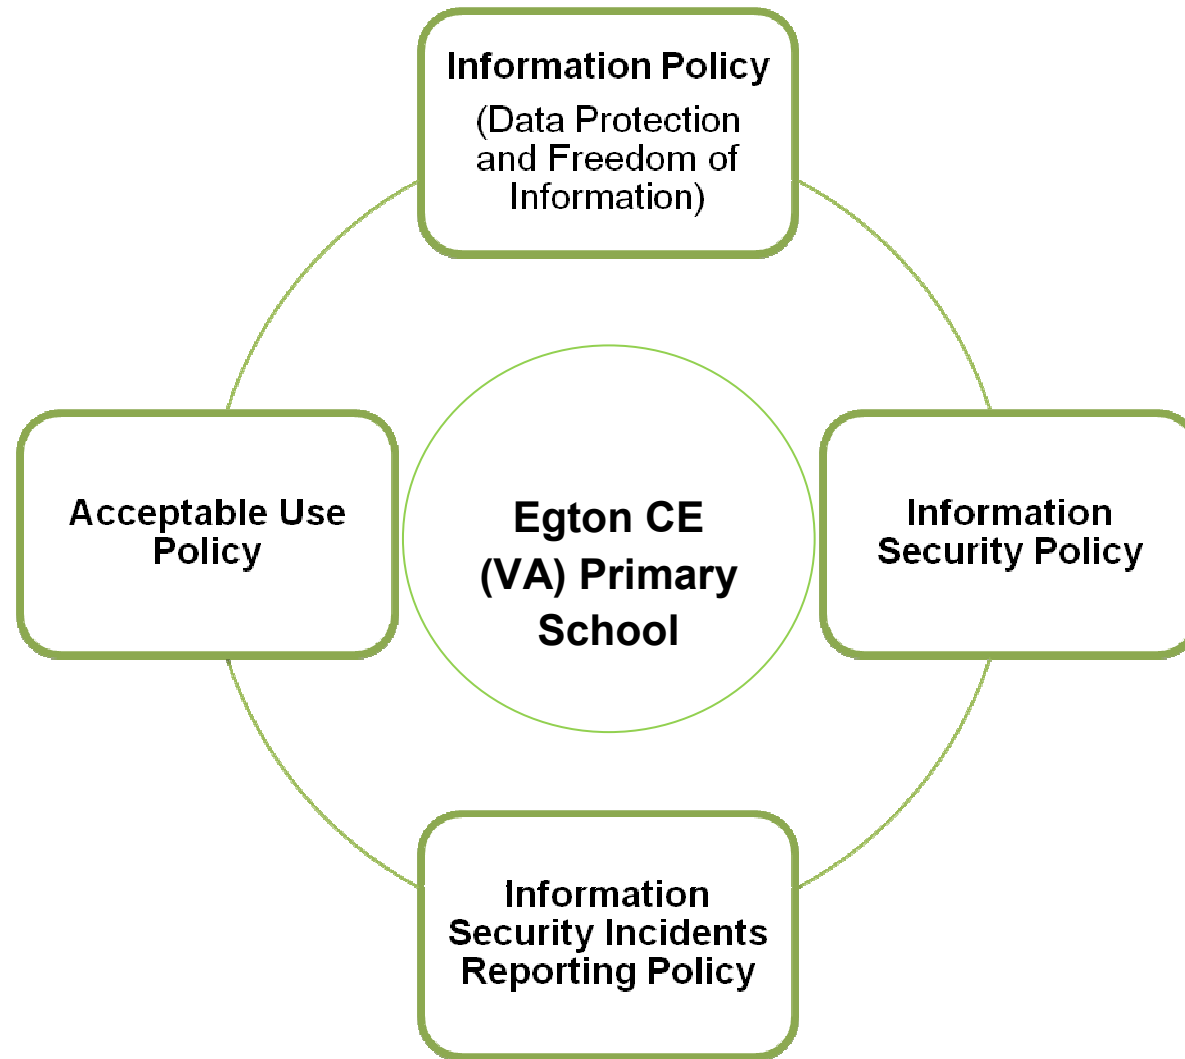 Information Policy
(Data Protection
and Freedom of
Information)
Acceptable Use
Policy
Egton CE
(VA) Primary
School
Information
Security Policy
Information
Security Incidents
Reporting Policy